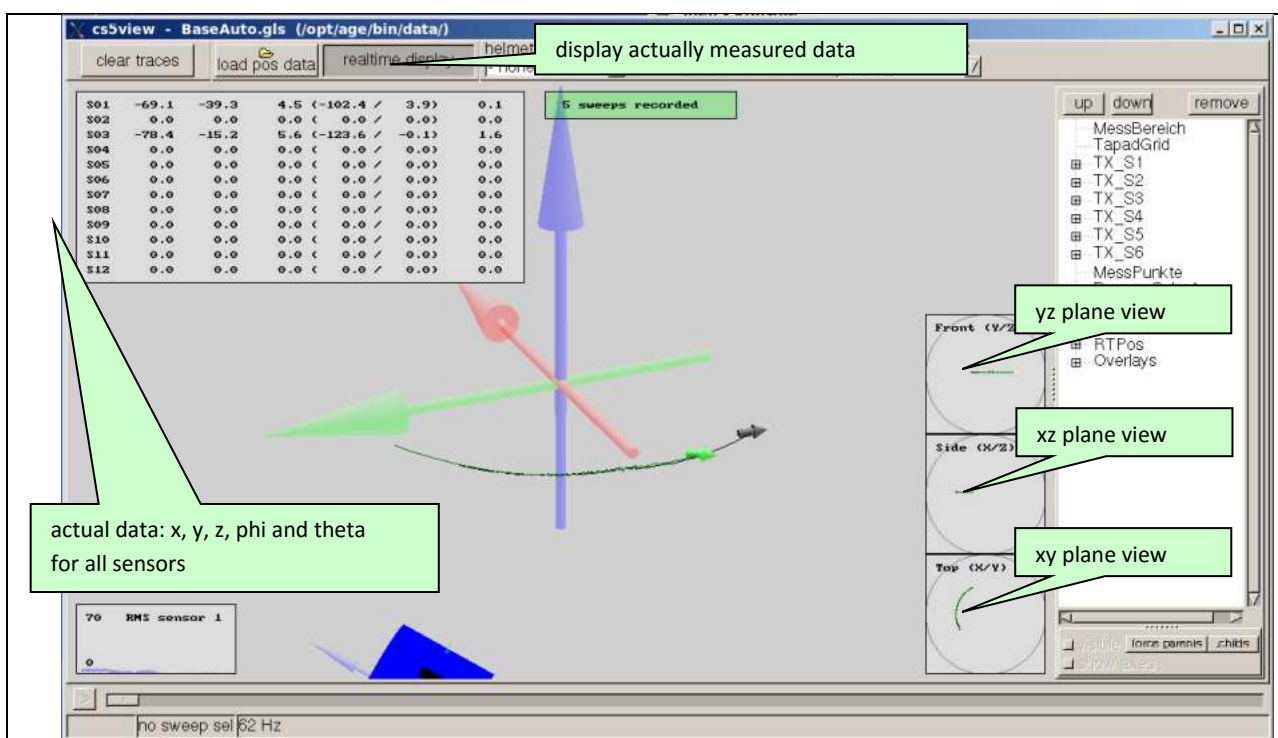 cs5view - BaseAuto.gls (/opt/age/bin/data/)
clear traces
load pos data
realtime display
helmet
display actually measured data
S01 -69.1 -39.3 4.5 (-102.4 / 3.9) 0.1
S02 0.0 0.0 0.0 ( 0.0 / 0.0) 0.0
S03 -78.4 -15.2 5.6 (-123.6 / -0.1) 1.6
S04 0.0 0.0 0.0 ( 0.0 / 0.0) 0.0
S05 0.0 0.0 0.0 ( 0.0 / 0.0) 0.0
S06 0.0 0.0 0.0 ( 0.0 / 0.0) 0.0
S07 0.0 0.0 0.0 ( 0.0 / 0.0) 0.0
S08 0.0 0.0 0.0 ( 0.0 / 0.0) 0.0
S09 0.0 0.0 0.0 ( 0.0 / 0.0) 0.0
S10 0.0 0.0 0.0 ( 0.0 / 0.0) 0.0
S11 0.0 0.0 0.0 ( 0.0 / 0.0) 0.0
S12 0.0 0.0 0.0 ( 0.0 / 0.0) 0.0
5 sweeps recorded
up
down
remove
MessBereich
TapadGrid
TX_S1
TX_S2
TX_S3
TX_S4
TX_S5
TX_S6
MessPunkte
RTPos
Overlays
yz plane view
Front (Y/Z
xz plane view
Side (X/Z)
xy plane view
Top (X/Y)
actual data: x, y, z, phi and theta
for all sensors
70 RMS sensor 1
0
visible
force parents
childs
show axes
no sweep sel
62 Hz